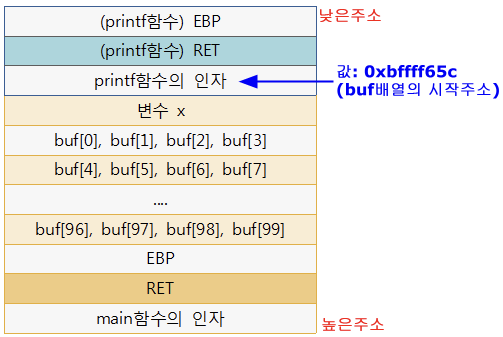 (printf함수) EBP
낮은주소
(printf함수) RET
printf함수의 인자
값: 0xbffff65c
(buf배열의 시작주소)
변수 x
buf[0], buf[1], buf[2], buf[3]
buf[4], buf[5], buf[6], buf[7]
....
buf[96], buf[97], buf[98], buf[99]
EBP
RET
main함수의 인자
높은주소